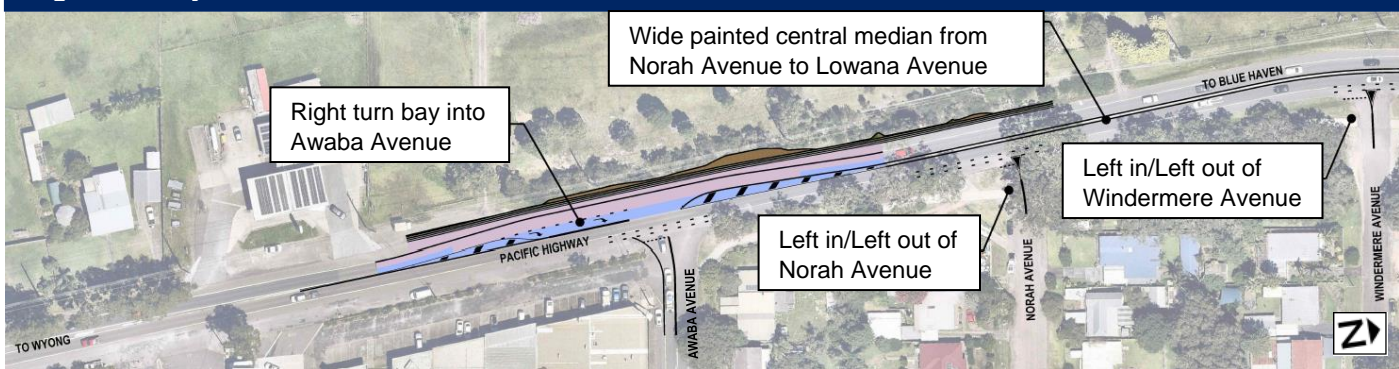 Wide painted central median from
Norah Avenue to Lowana Avenue
Right turn bay into
Awaba Avenue
TO BLUE HAVEN
Left in/Left out of
Windermere Avenue
Left in/Left out of
Norah Avenue
PACIFIC HIGHWAY
TO WYONG
AWABA AVENUE
NORAH AVENUE
WINDERMERE AVENUE
Z